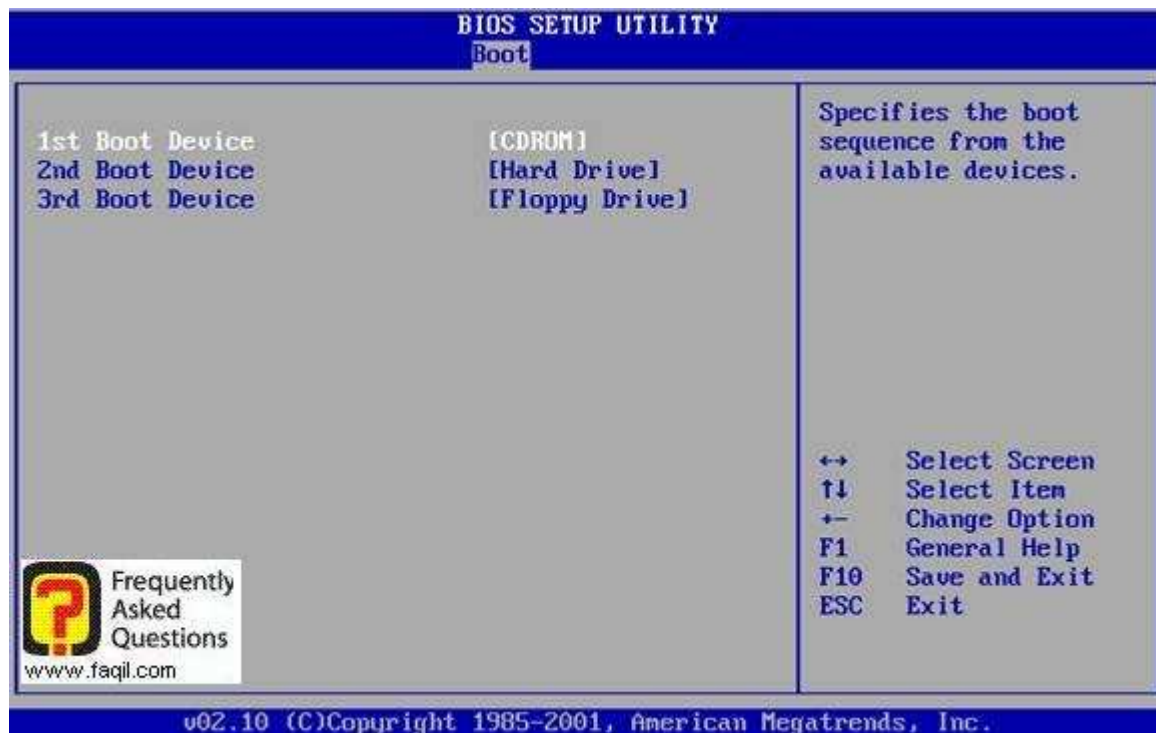 BIOS SETUP UTILITY
Boot
1st Boot Device [CDROM]
2nd Boot Device [Hard Drive]
3rd Boot Device [Floppy Drive]
Specifies the boot
sequence from the
available devices.
←→ Select Screen
↑↓ Select Item
+- Change Option
F1 General Help
F10 Save and Exit
ESC Exit
Frequently
Asked
Questions
www.faqil.com
v02.10 (C)Copyright 1985-2001, American Megatrends, Inc.